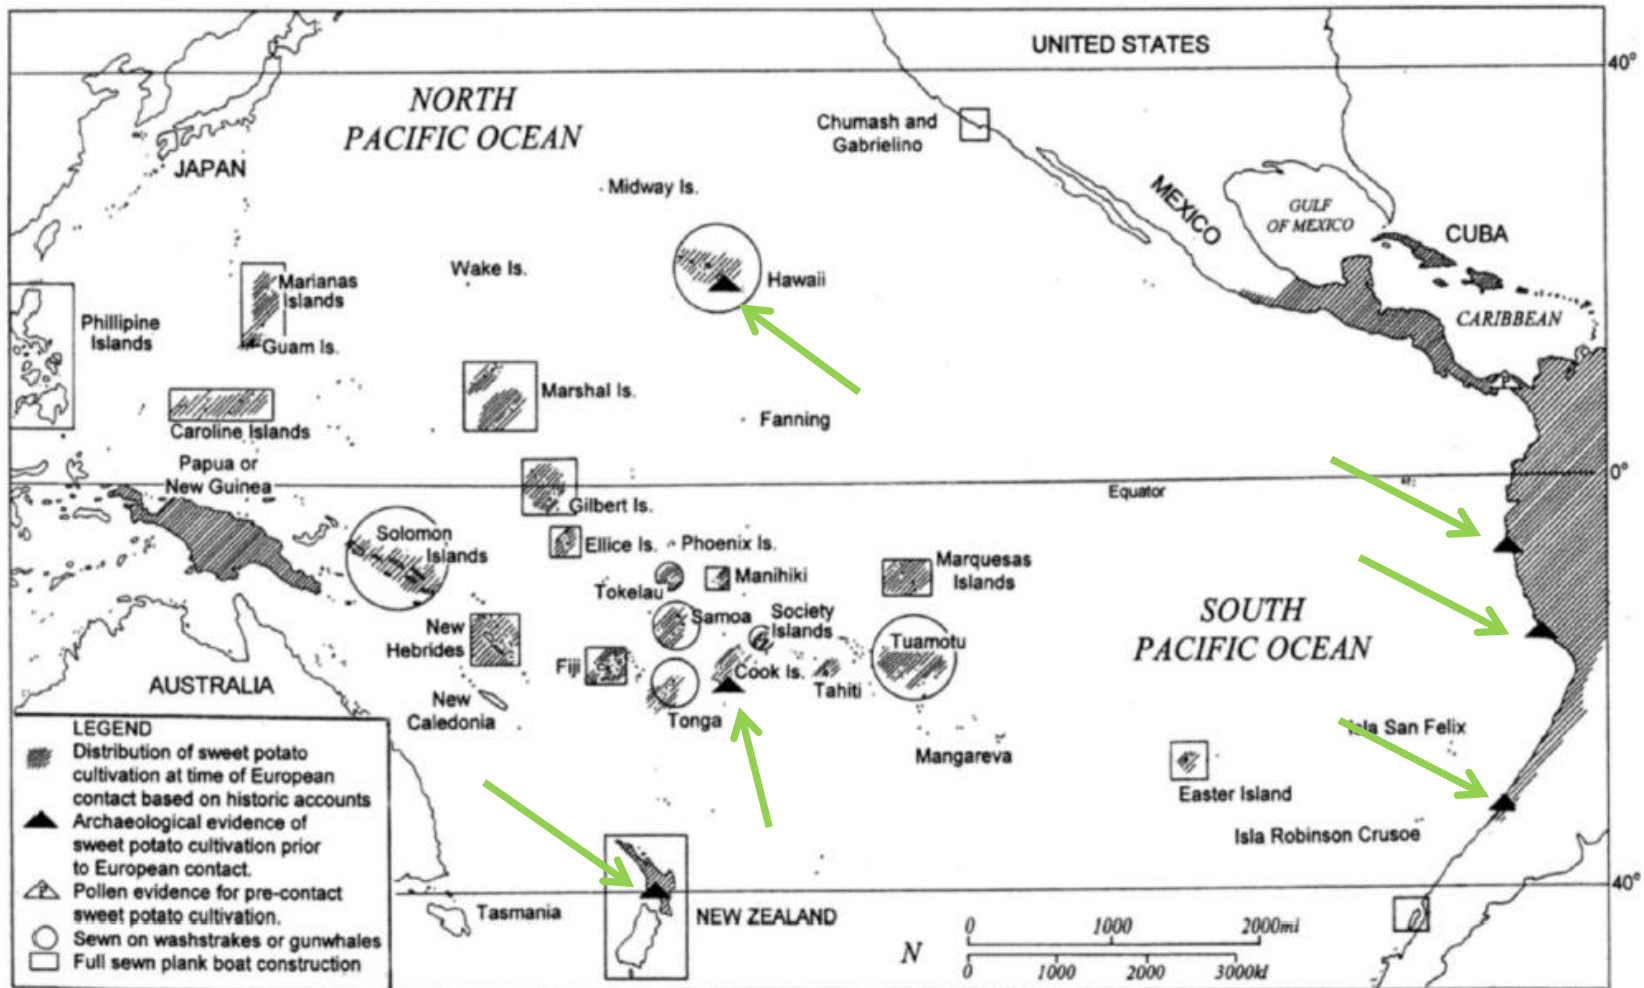 UNITED STATES
40°
NORTH
PACIFIC OCEAN
Chumash and
Gabrielino
JAPAN
Midway Is.
MEXICO
GULF
OF MEXICO
CUBA
Wake Is.
Hawaii
Marianas
Islands
CARIBBEAN
Phillipine
Islands
Guam Is.
Marshal Is.
Fanning
Caroline Islands
Papua or
New Guinea
0°
Equator
Gilbert Is.
Solomon
Islands
Ellice Is.
Phoenix Is.
Marquesas
Islands
Manihiki
Tokelau
Samoa
Society
Islands
SOUTH
PACIFIC OCEAN
New
Hebrides
Tuamotu
Fiji
Cook Is.
Tahiti
AUSTRALIA
New
Caledonia
Tonga
Isla San Felix
Mangareva
Easter Island
Isla Robinson Crusoe
40°
Tasmania
NEW ZEALAND
LEGEND
Distribution of sweet potato
cultivation at time of European
contact based on historic accounts
Archaeological evidence of
sweet potato cultivation prior
to European contact.
P
Pollen evidence for pre-contact
sweet potato cultivation.
Sewn on washstrakes or gunwhales
Full sewn plank boat construction
N
0 1000 2000mi
0 1000 2000 3000kl
P